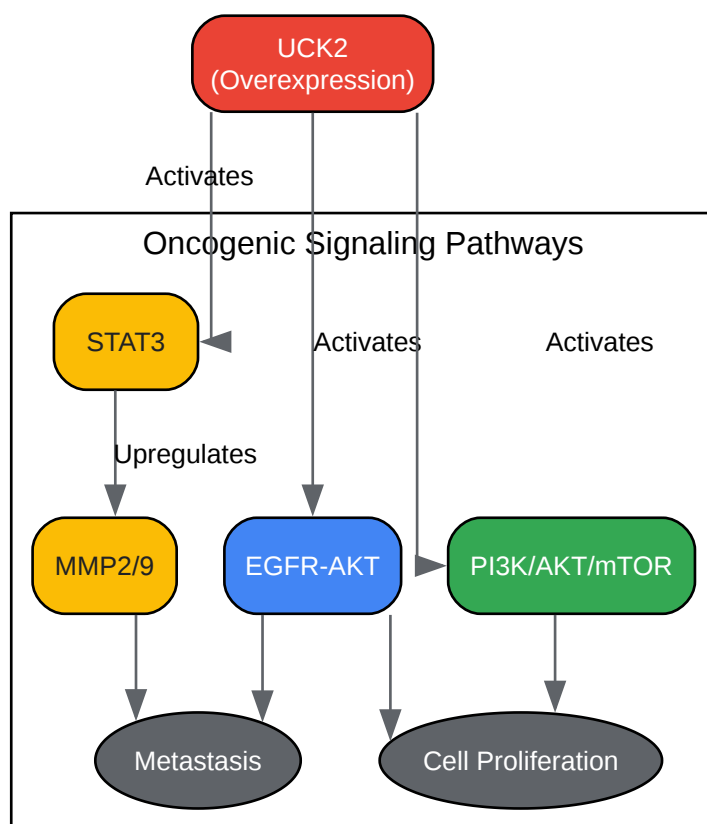 UCK2
(Overexpression)
Activates
Oncogenic Signaling Pathways
STAT3
Activates
Activates
Upregulates
MMP2/9
EGFR-AKT
PI3K/AKT/mTOR
Metastasis
Cell Proliferation